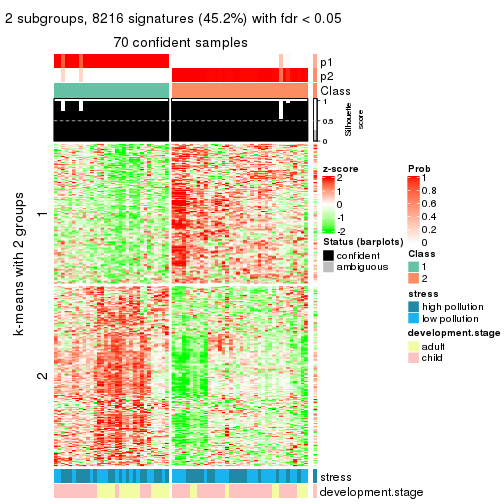 2 subgroups, 8216 signatures (45.2%) with fdr < 0.05
70 confident samples
p1
p2
Class
1
0.5
0
Silhouette
score
k-means with 2 groups
1
2
z-score
2
1
0
-1
-2
Status (barplots)
confident
ambiguous
Prob
1
0.8
0.6
0.4
0.2
0
Class
1
2
stress
high pollution
low pollution
development.stage
adult
child
stress
development.stage